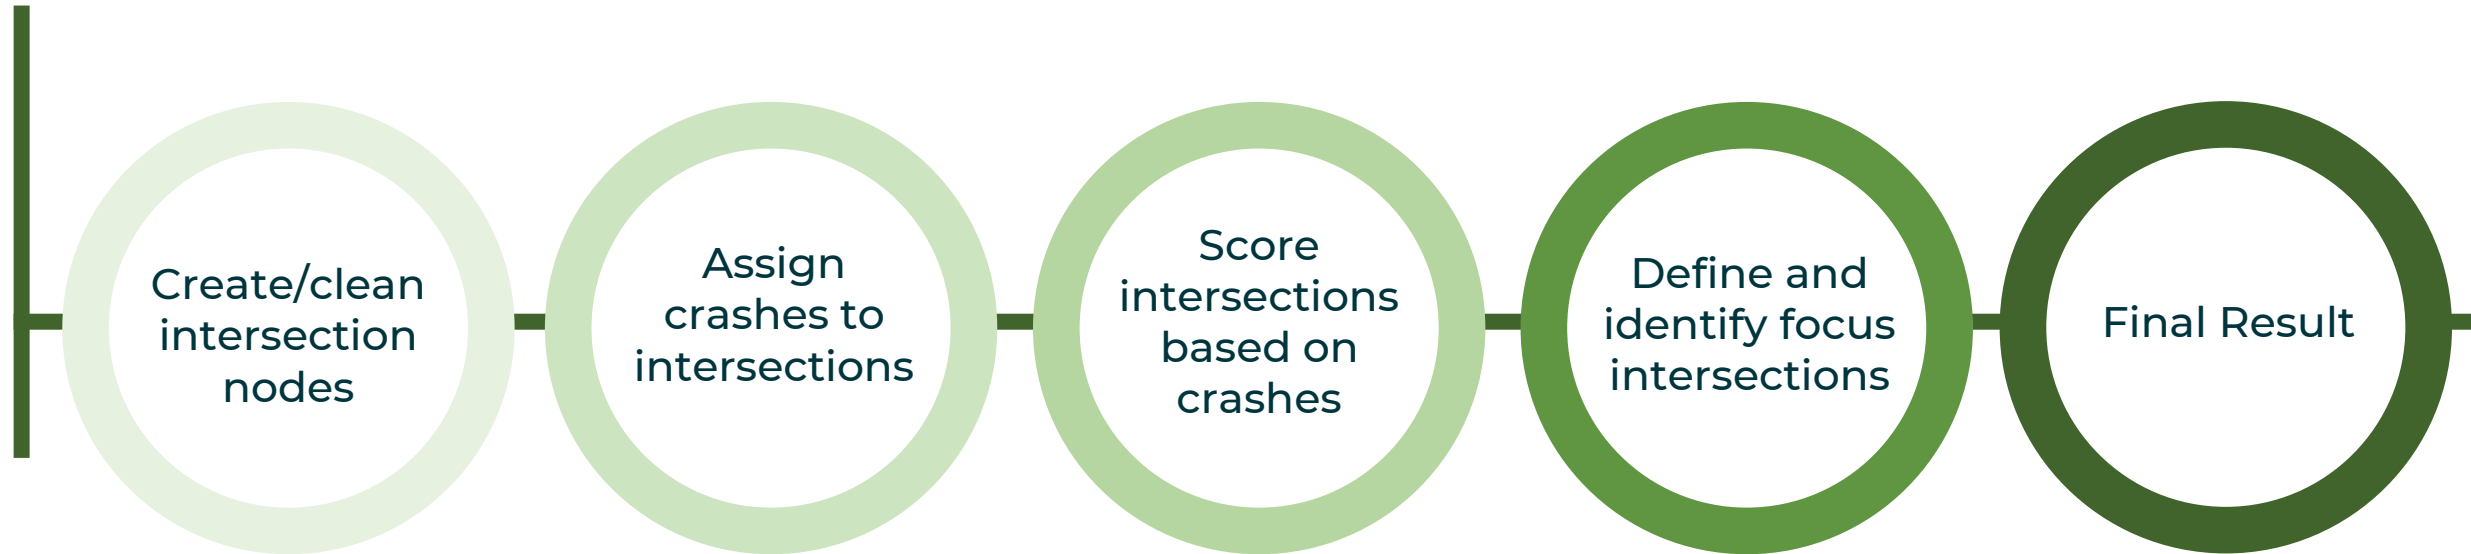 Create/clean
intersection
nodes
Assign
crashes to
intersections
Score
intersections
based on
crashes
Define and
identify focus
intersections
Final Result